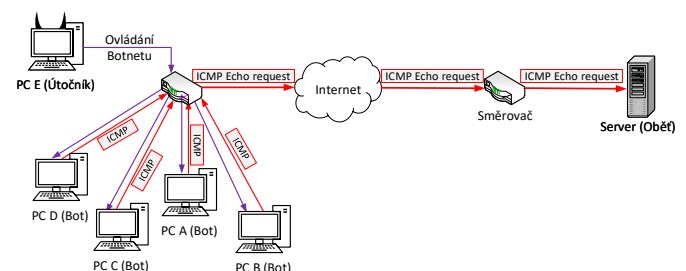 Ovládání
Botnetu
PC E (Útočník)
ICMP Echo request
Internet
ICMP Echo request
ICMP Echo request
Směrovač
Server (Oběť)
ICMP
ICMP
ICMP
ICMP
PC D (Bot)
PC A (Bot)
PC C (Bot)
PC B (Bot)